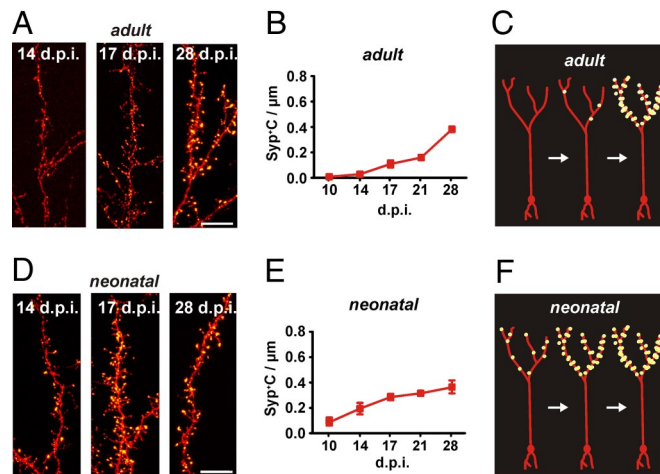 A
adult
14 d.p.i.
17 d.p.i.
28 d.p.i.
B
adult
Syp+C / µm
0.8
0.6
0.4
0.2
0.0
10 14 17 21 28
d.p.i.
C
adult
D
neonatal
14 d.p.i.
17 d.p.i.
28 d.p.i.
E
neonatal
Syp+C / µm
0.8
0.6
0.4
0.2
0.0
10 14 17 21 28
d.p.i.
F
neonatal